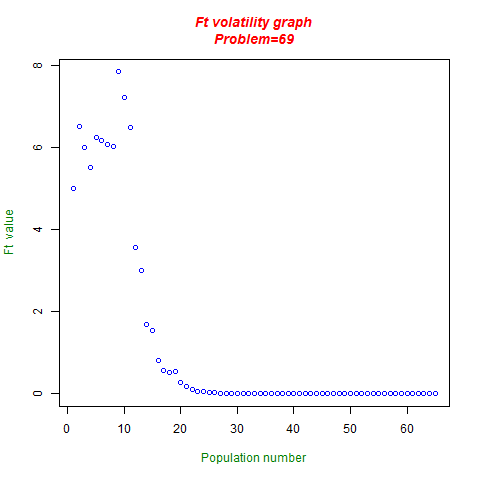 Ft volatility graph
Problem=69
8
6
4
2
0
Ft value
0 10 20 30 40 50 60
Population number